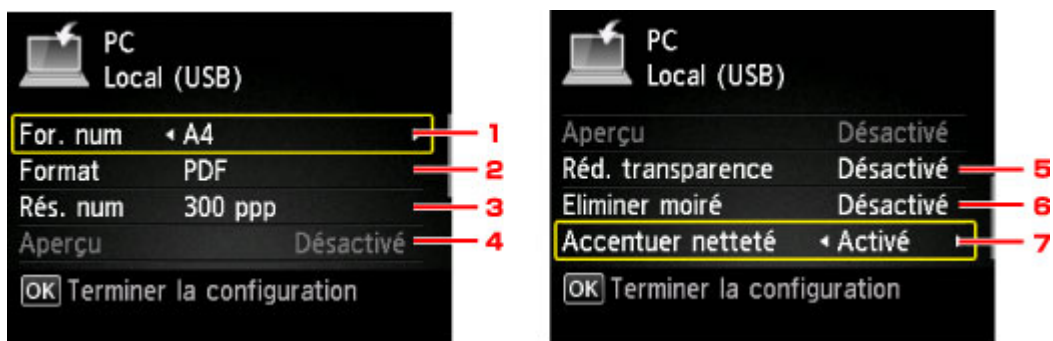 PC
Local (USB)
For. num A4 1
Format PDF 2
Rés. num 300 ppp 3
Aperçu Désactivé 4
OK Terminer la configuration
PC
Local (USB)
Aperçu Désactivé
Réd. transparence Désactivé 5
Eliminer moiré Désactivé 6
Accentuer netteté Activé 7
OK Terminer la configuration